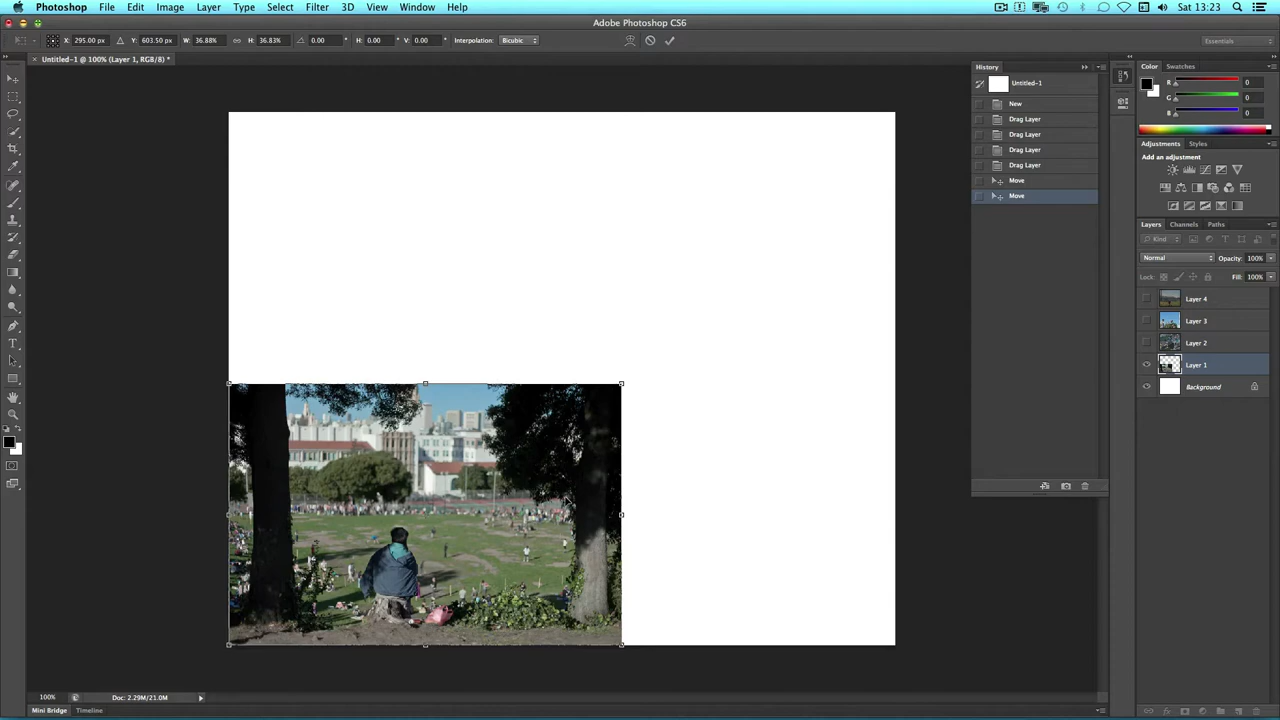 Photoshop File Edit Image Layer Type Select Filter 3D View Window Help Sat 13:23
Adobe Photoshop CS6
X: 295.00 px Y: 603.50 px W: 36.88% H: 36.83% 0.00 ° H: 0.00 ° V: 0.00 ° Interpolation: Bicubic Essentials
Untitled-1 @ 100% (Layer 1, RGB/8) *
History
Untitled-1
New
Drag Layer
Drag Layer
Drag Layer
Drag Layer
Move
Move
Color Swatches
R 0
G 0
B 0
Adjustments Styles
Add an adjustment
Layers Channels Paths
Kind
Normal Opacity: 100%
Lock: Fill: 100%
Layer 4
Layer 3
Layer 2
Layer 1
Background
100% Doc: 2.29M/21.0M
Mini Bridge Timeline